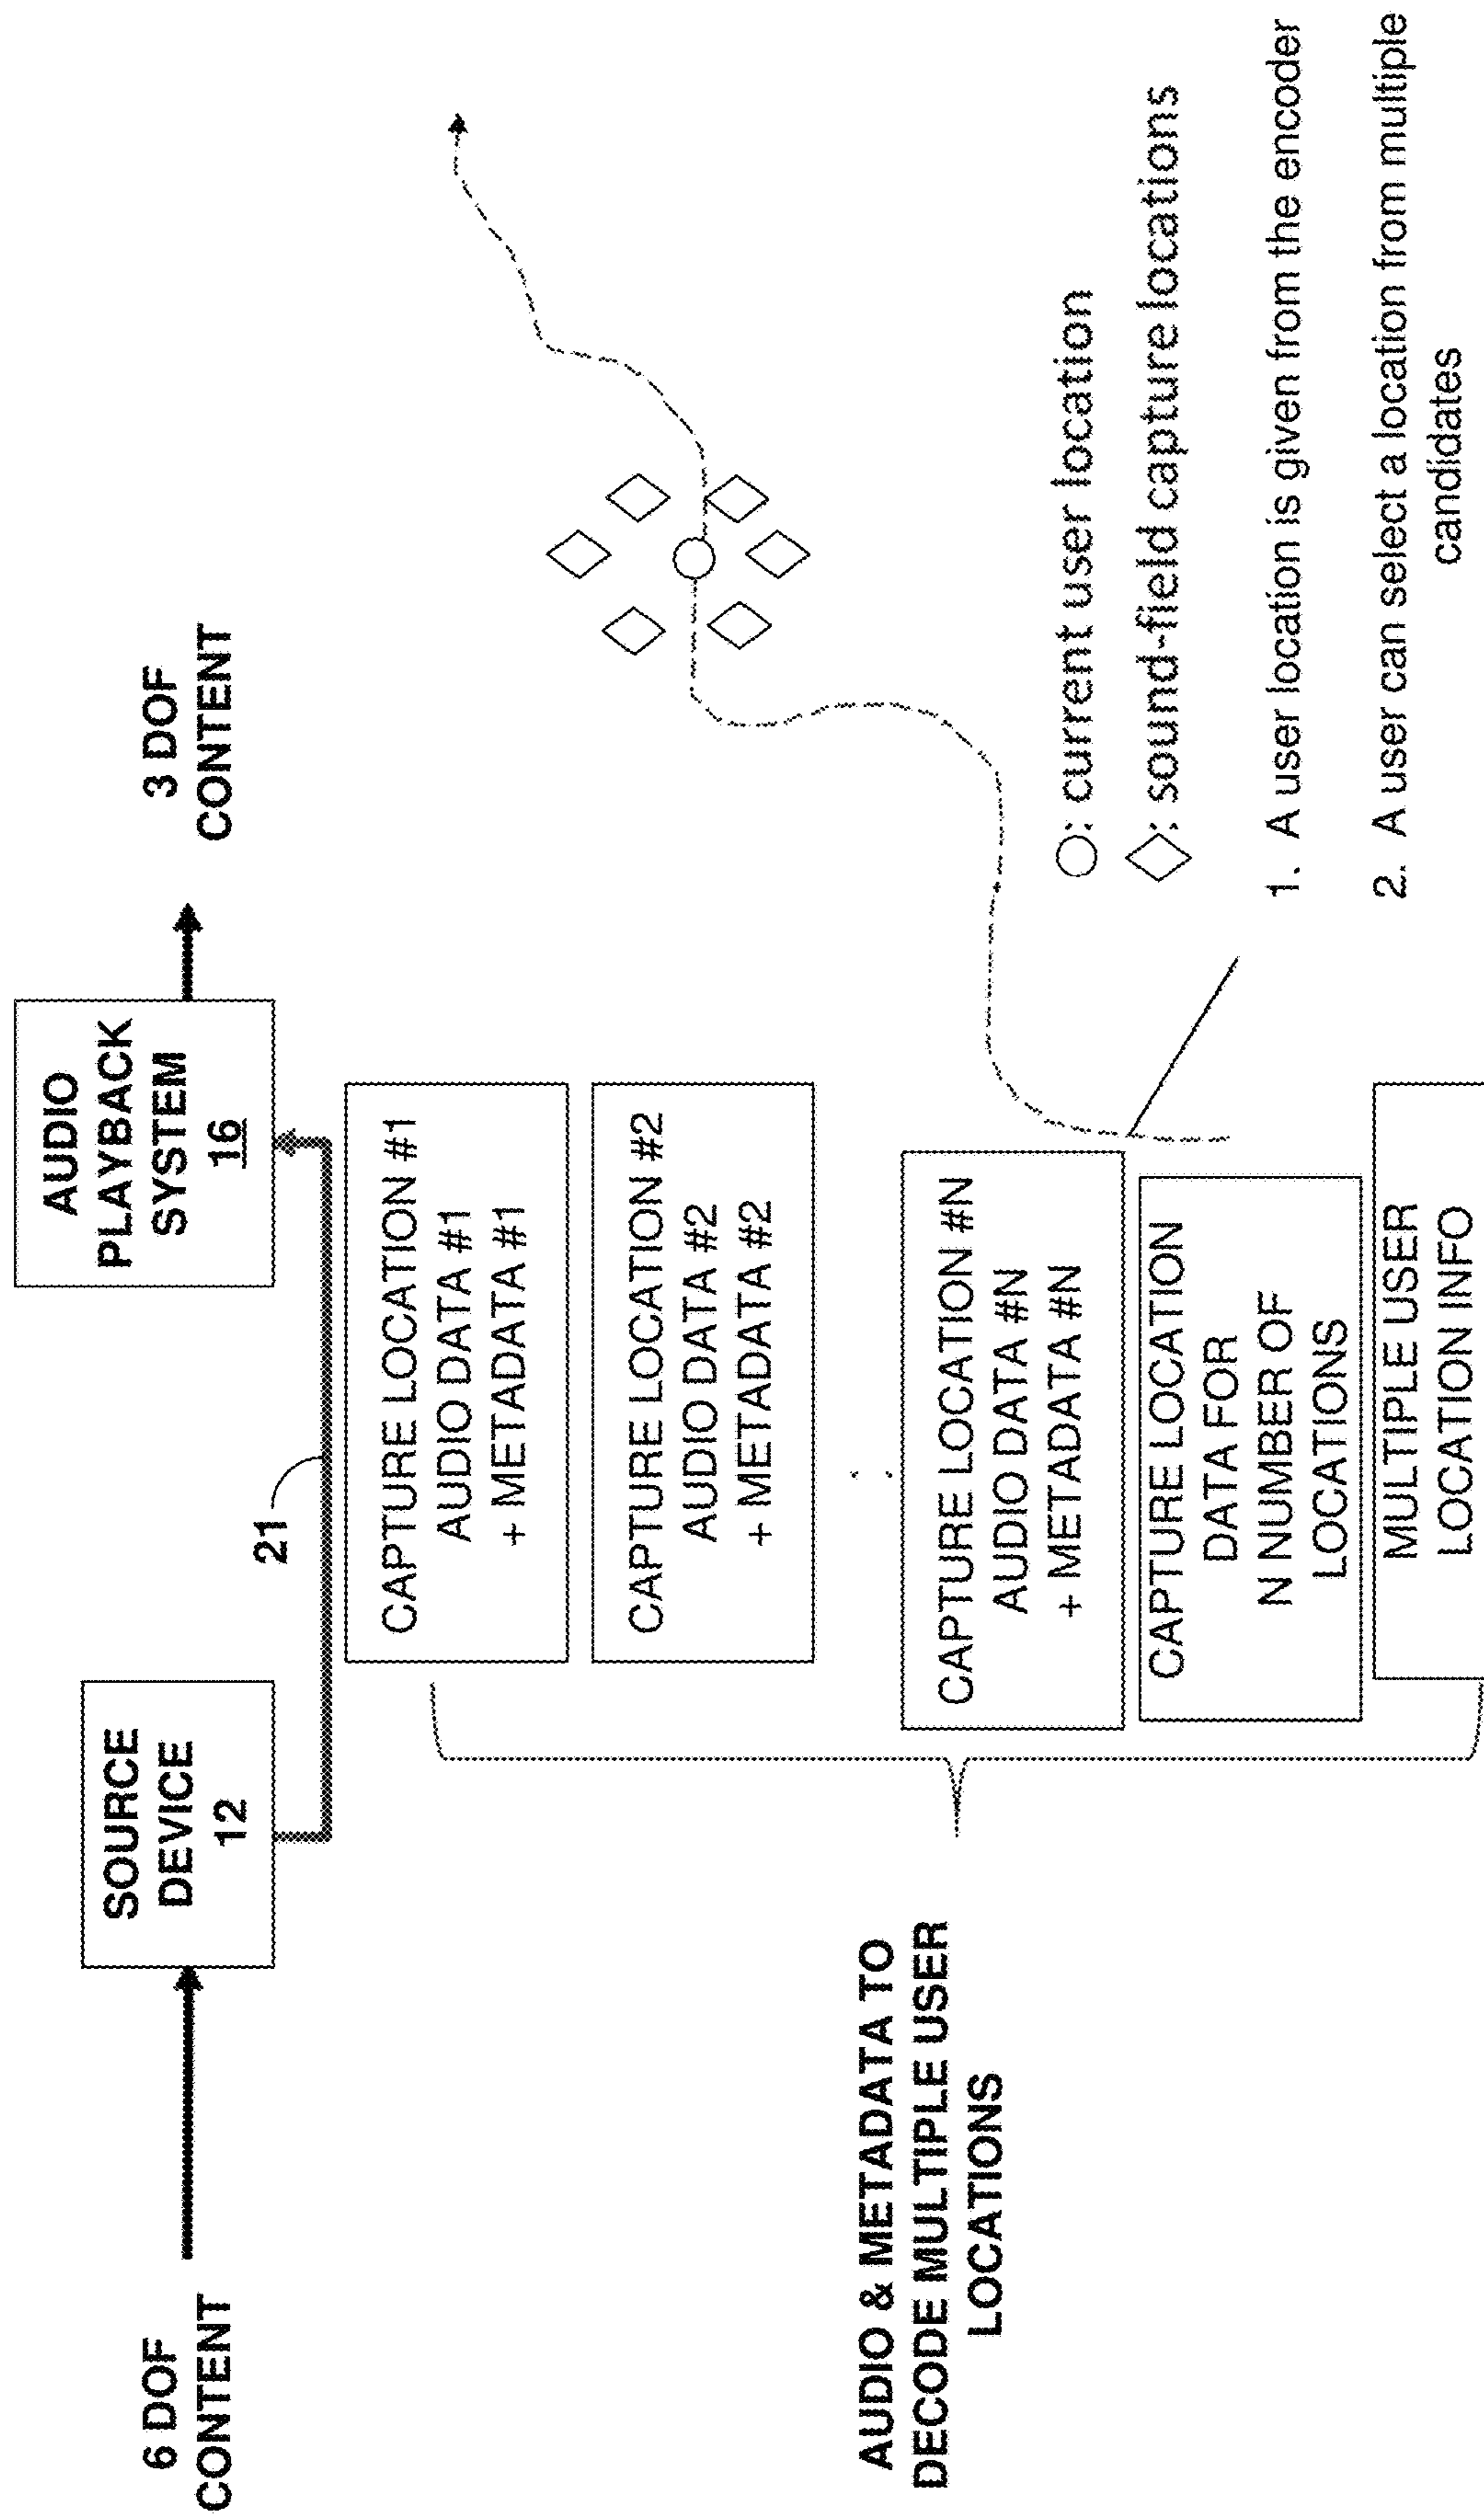 6 DOF
CONTENT
SOURCE
DEVICE
12
21
AUDIO
PLAYBACK
SYSTEM
16
3 DOF
CONTENT
AUDIO & METADATA TO
DECODE MULTIPLE USER
LOCATIONS
CAPTURE LOCATION #1
AUDIO DATA #1
+ METADATA #1
CAPTURE LOCATION #2
AUDIO DATA #2
+ METADATA #2
CAPTURE LOCATION #N
AUDIO DATA #N
+ METADATA #N
CAPTURE LOCATION
DATA FOR
N NUMBER OF
LOCATIONS
MULTIPLE USER
LOCATION INFO
: current user location
: sound-field capture locations
1. A user location is given from the encoder
2. A user can select a location from multiple
candidates